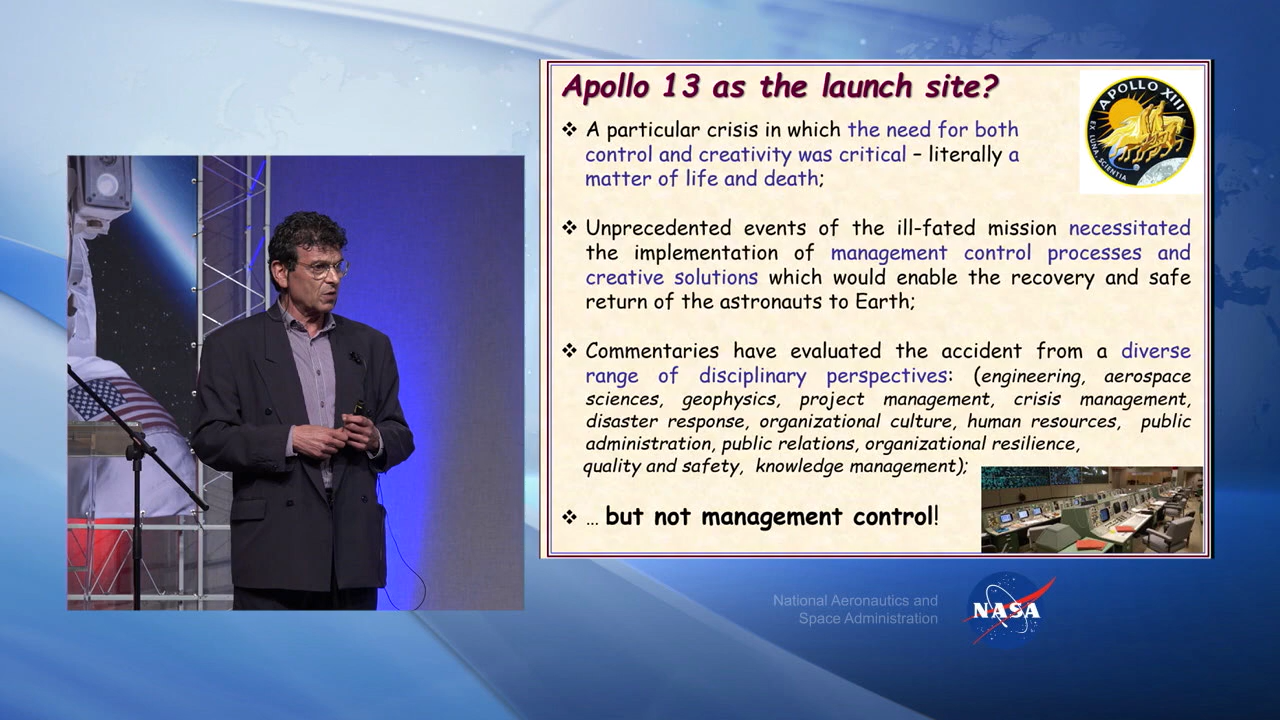 Apollo 13 as the launch site?
❖ A particular crisis in which the need for both
control and creativity was critical – literally a
matter of life and death;
❖ Unprecedented events of the ill-fated mission necessitated
the implementation of management control processes and
creative solutions which would enable the recovery and safe
return of the astronauts to Earth;
❖ Commentaries have evaluated the accident from a diverse
range of disciplinary perspectives: (engineering, aerospace
sciences, geophysics, project management, crisis management,
disaster response, organizational culture, human resources, public
administration, public relations, organizational resilience,
quality and safety, knowledge management);
❖ … but not management control!
APOLLO XIII
EX LUNA, SCIENTIA
National Aeronautics and
Space Administration
NASA